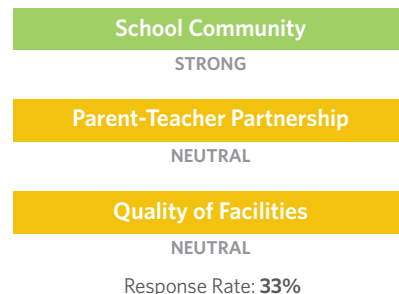 School Community
STRONG
Parent-Teacher Partnership
NEUTRAL
Quality of Facilities
NEUTRAL
Response Rate: 33%